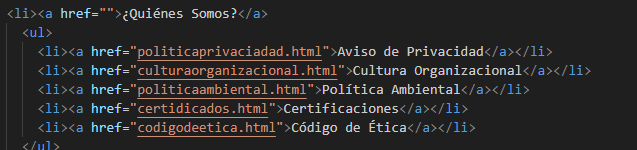 <li><a href="">¿Quiénes Somos?</a>
<ul>
<li><a href="politicaprivaciadad.html">Aviso de Privacidad</a></li>
<li><a href="culturaorganizacional.html">Cultura Organizacional</a></li>
<li><a href="politicaambiental.html">Política Ambiental</a></li>
<li><a href="certidicados.html">Certificaciones</a></li>
<li><a href="codigodeetica.html">Código de Ética</a></li>
</ul>